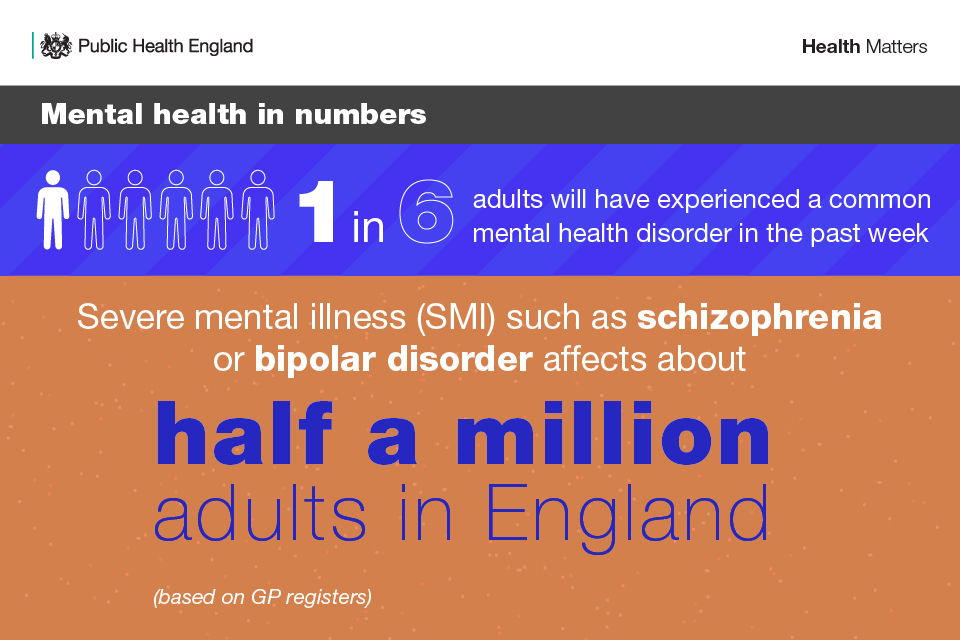 Public Health England
Health Matters
Mental health in numbers
1 in 6
adults will have experienced a common
mental health disorder in the past week
Severe mental illness (SMI) such as schizophrenia
or bipolar disorder affects about
half a million
adults in England
(based on GP registers)